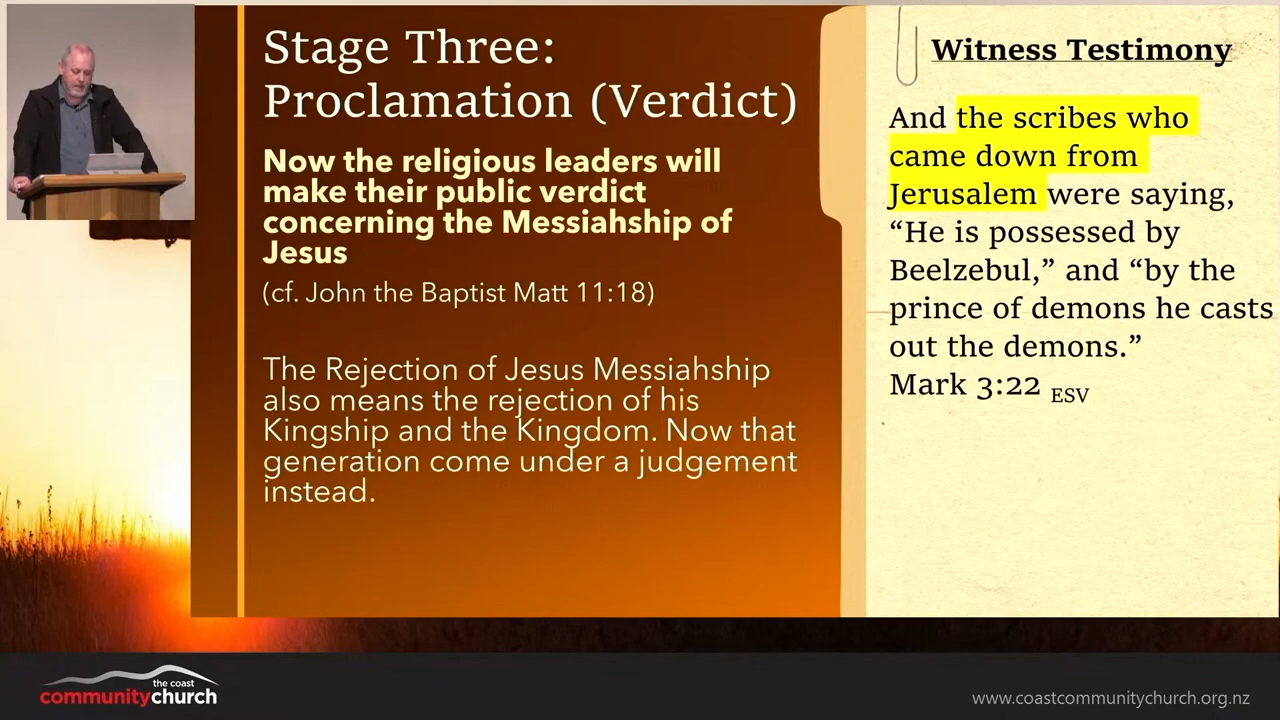 Stage Three:
Proclamation (Verdict)
Now the religious leaders will
make their public verdict
concerning the Messiahship of
Jesus
(cf. John the Baptist Matt 11:18)
The Rejection of Jesus Messiahship
also means the rejection of his
Kingship and the Kingdom. Now that
generation come under a judgement
instead.
Witness Testimony
And the scribes who
came down from
Jerusalem were saying,
“He is possessed by
Beelzebul,” and “by the
prince of demons he casts
out the demons.”
Mark 3:22 ESV
the coast
communitychurch
www.coastcommunitychurch.org.nz